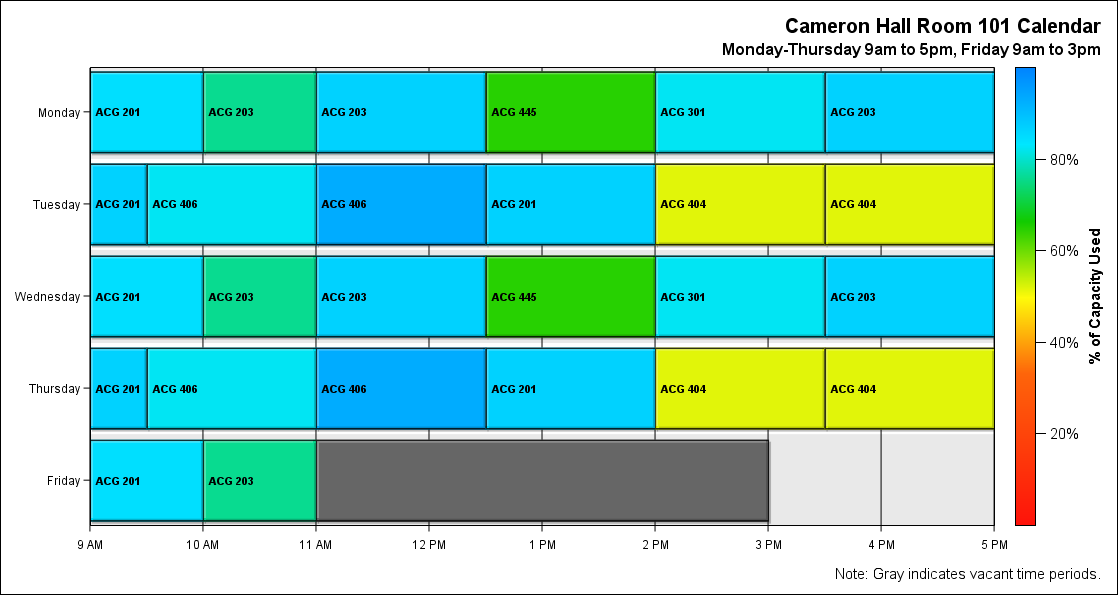 Cameron Hall Room 101 Calendar
Monday-Thursday 9am to 5pm, Friday 9am to 3pm
Monday
ACG 201
ACG 203
ACG 203
ACG 445
ACG 301
ACG 203
Tuesday
ACG 201
ACG 406
ACG 406
ACG 201
ACG 404
ACG 404
Wednesday
ACG 201
ACG 203
ACG 203
ACG 445
ACG 301
ACG 203
Thursday
ACG 201
ACG 406
ACG 406
ACG 201
ACG 404
ACG 404
Friday
ACG 201
ACG 203
9 AM
10 AM
11 AM
12 PM
1 PM
2 PM
3 PM
4 PM
5 PM
80%
60%
40%
20%
% of Capacity Used
Note: Gray indicates vacant time periods.